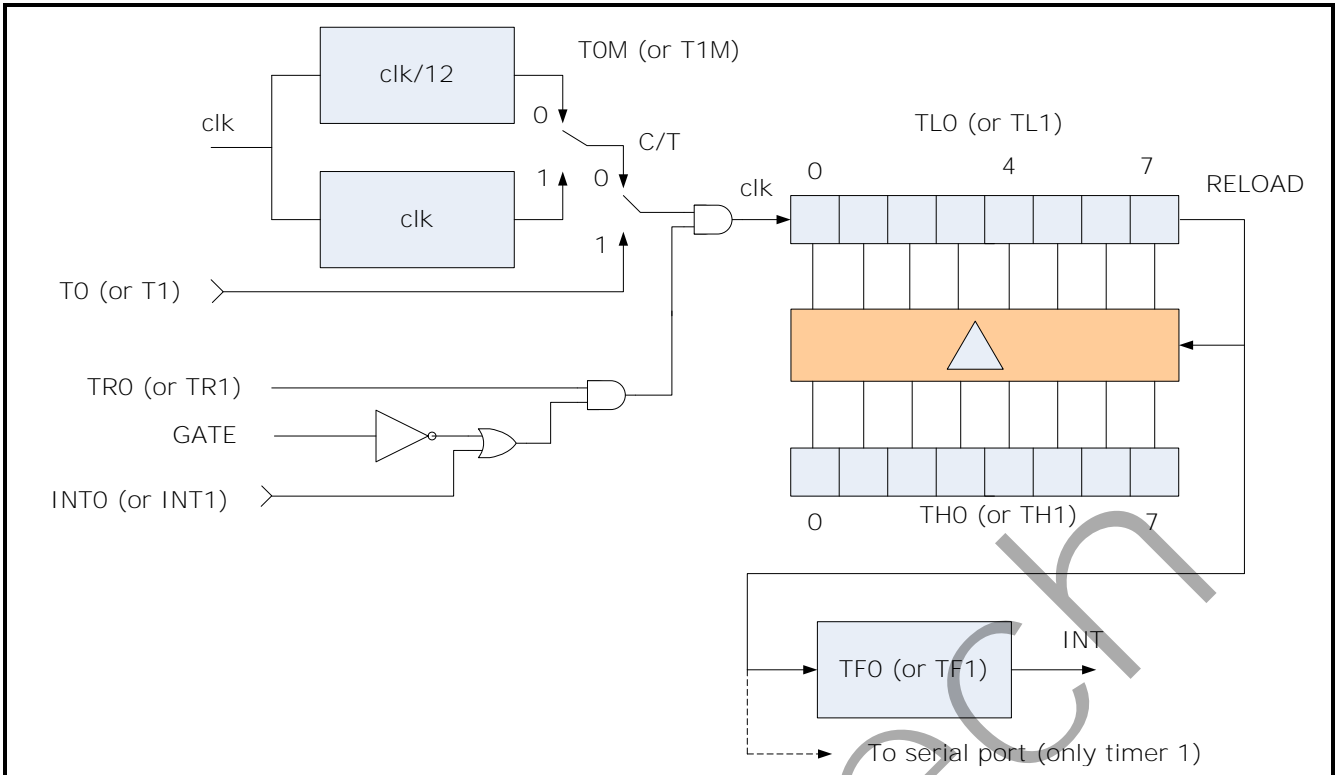 T0M (or T1M)
clk/12
clk
0
C/T
TL0 (or TL1)
1
0
clk
0
4
7
RELOAD
clk
1
T0 (or T1)
TR0 (or TR1)
GATE
INT0 (or INT1)
0
TH0 (or TH1)
7
INT
TF0 (or TF1)
To serial port (only timer 1)
ech